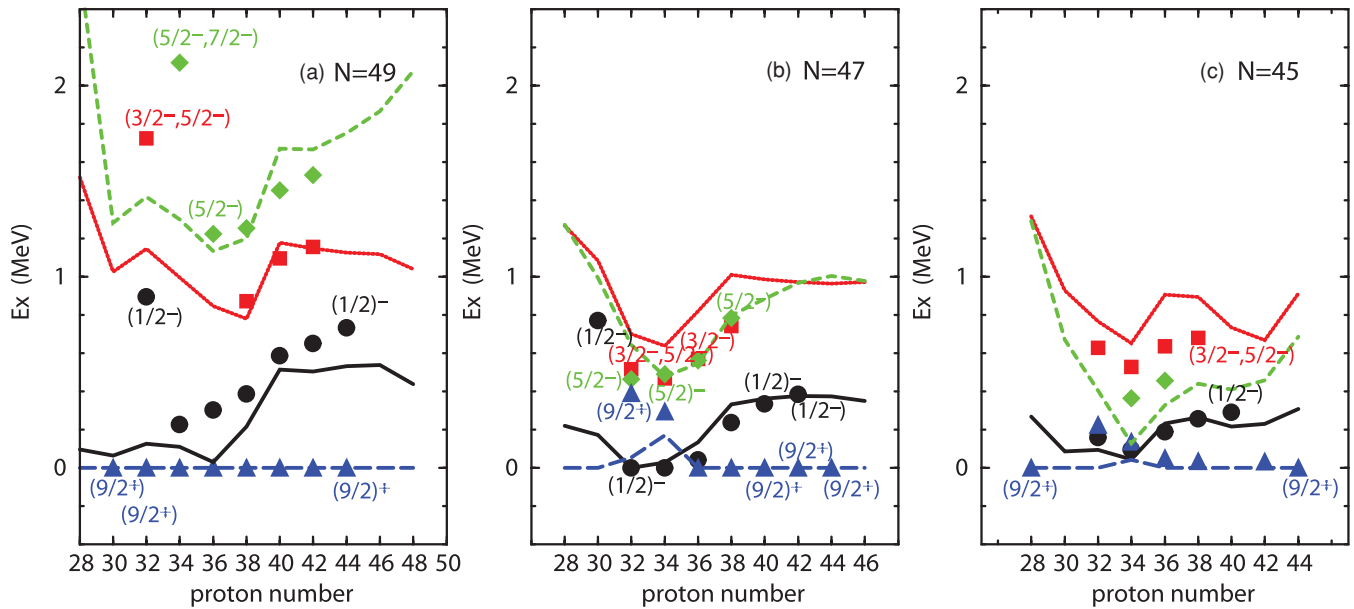 (a) N=49
(5/2⁻,7/2⁻)
(3/2⁻,5/2⁻)
(5/2⁻)
(1/2⁻)
(1/2)⁻
(9/2⁺)
(9/2⁺)
(9/2)⁺
2
1
0
Ex (MeV)
28 30 32 34 36 38 40 42 44 46 48 50
proton number
(b) N=47
(1/2⁻)
(5/2⁻)
(3/2⁻,5/2⁻)
(3/2⁻)
(5/2⁻)
(5/2)⁻
(9/2⁺)
(1/2)⁻
(1/2⁻)
(1/2)⁻
(9/2⁺)
(9/2)⁺
(9/2⁺)
2
1
0
Ex (MeV)
28 30 32 34 36 38 40 42 44 46
proton number
(c) N=45
(3/2⁻,5/2⁻)
(1/2⁻)
(9/2⁺)
(9/2⁺)
2
1
0
Ex (MeV)
28 30 32 34 36 38 40 42 44
proton number